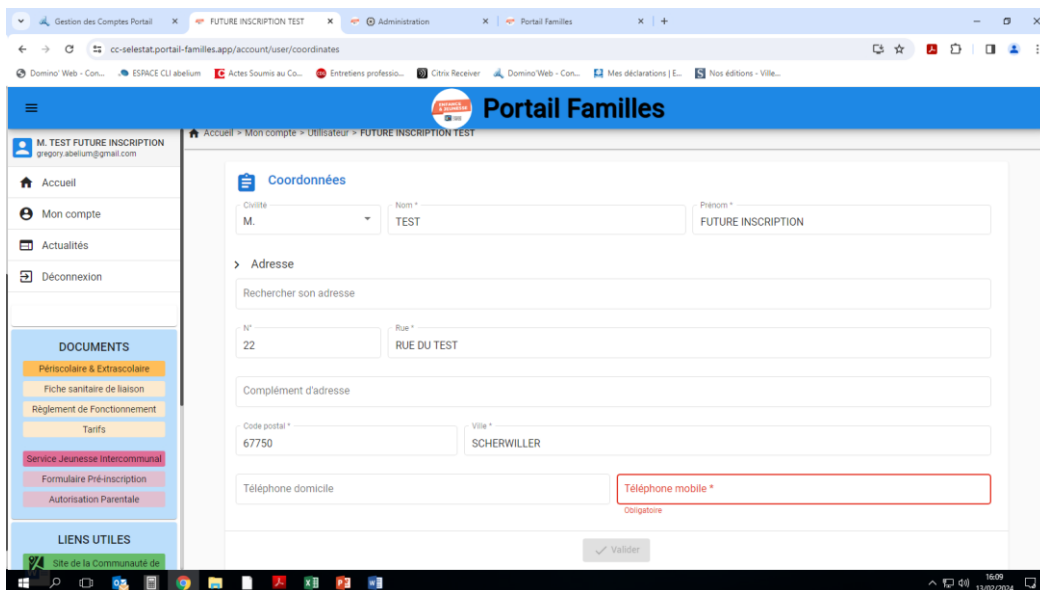 Gestion des Comptes Portail
FUTURE INSCRIPTION TEST
Administration
Portail Familles
cc-selestat.portail-familles.app/account/user/coordinates
Domino' Web - Con...
ESPACE CLI abelium
Actes Soumis au Co...
Entretiens professio...
Citrix Receiver
Domino'Web - Con...
Mes déclarations | E...
Nos éditions - Ville...
Portail Familles
M. TEST FUTURE INSCRIPTION
gregory.abelium@gmail.com
Accueil > Mon compte > Utilisateur > FUTURE INSCRIPTION TEST
Accueil
Mon compte
Actualités
Déconnexion
DOCUMENTS
Périscolaire & Extrascolaire
Fiche sanitaire de liaison
Règlement de Fonctionnement
Tarifs
Service Jeunesse Intercommunal
Formulaire Pré-inscription
Autorisation Parentale
LIENS UTILES
Site de la Communauté de
Coordonnées
Civilité
M.
Nom *
TEST
Prénom *
FUTURE INSCRIPTION
Adresse
Rechercher son adresse
N°
22
Rue *
RUE DU TEST
Complément d'adresse
Code postal *
67750
Ville *
SCHERWILLER
Téléphone domicile
Téléphone mobile *
Obligatoire
Valider
16:09
13/02/2024